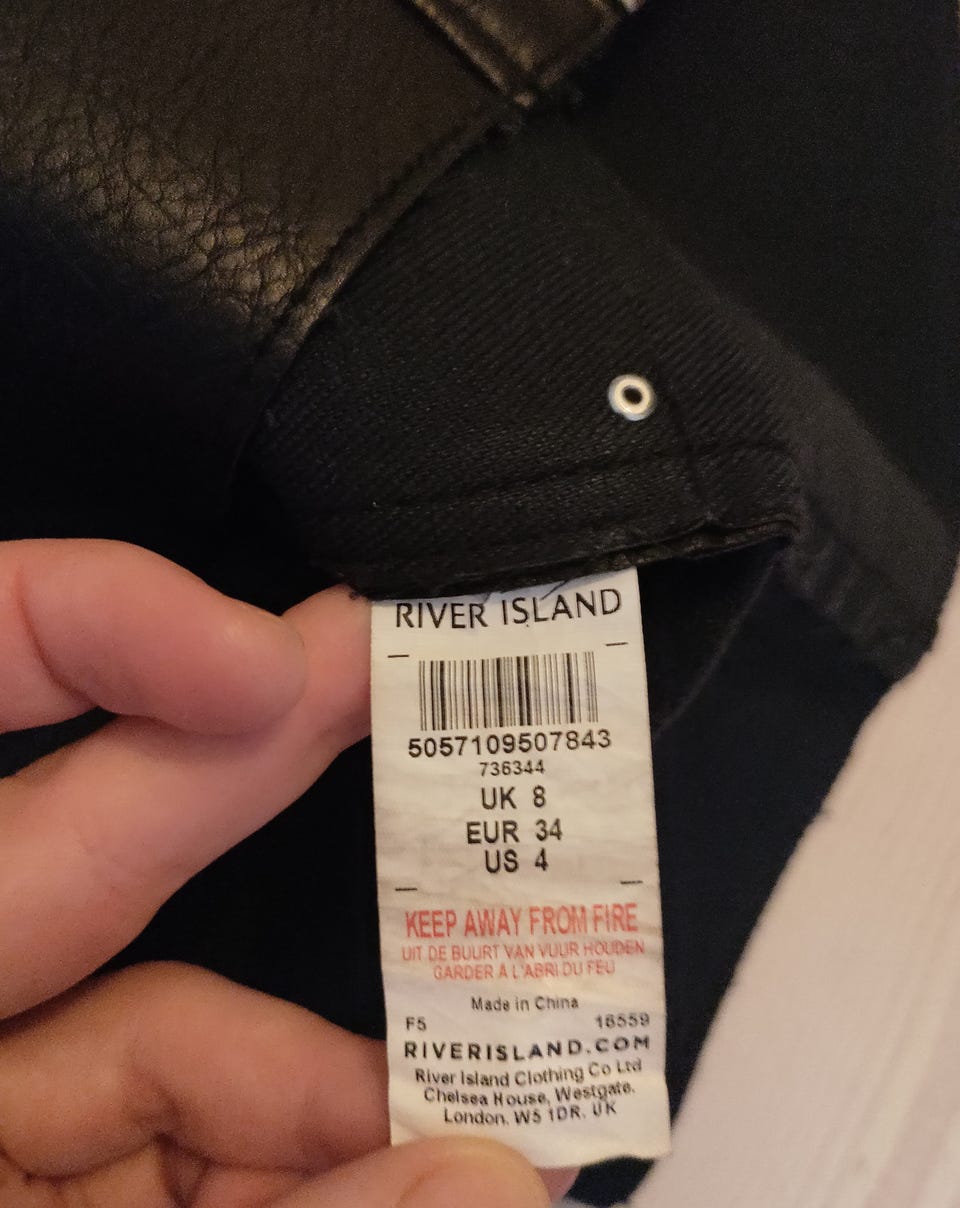 RIVER ISLAND
5057109507843
736344
UK 8
EUR 34
US 4
KEEP AWAY FROM FIRE
UIT DE BUURT VAN VUUR HOUDEN
GARDER À L'ABRI DU FEU
Made in China
F5 16559
RIVERISLAND.COM
River Island Clothing Co Ltd
Chelsea House, Westgate.
London. W5 1DR. UK